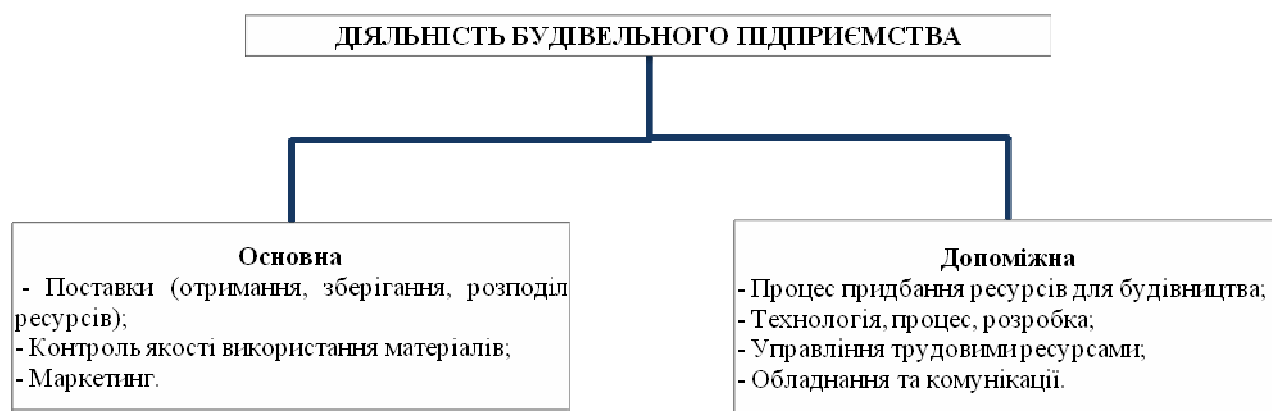 ДІЯЛЬНІСТЬ БУДІВЕЛЬНОГО ПІДПРИЄМСТВА
Основна
- Поставки (отримання, зберігання, розподіл
ресурсів);
- Контроль якості використання матеріалів;
- Маркетинг.
Допоміжна
- Процес придбання ресурсів для будівництва;
- Технологія, процес, розробка;
- Управління трудовими ресурсами;
- Обладнання та комунікації.